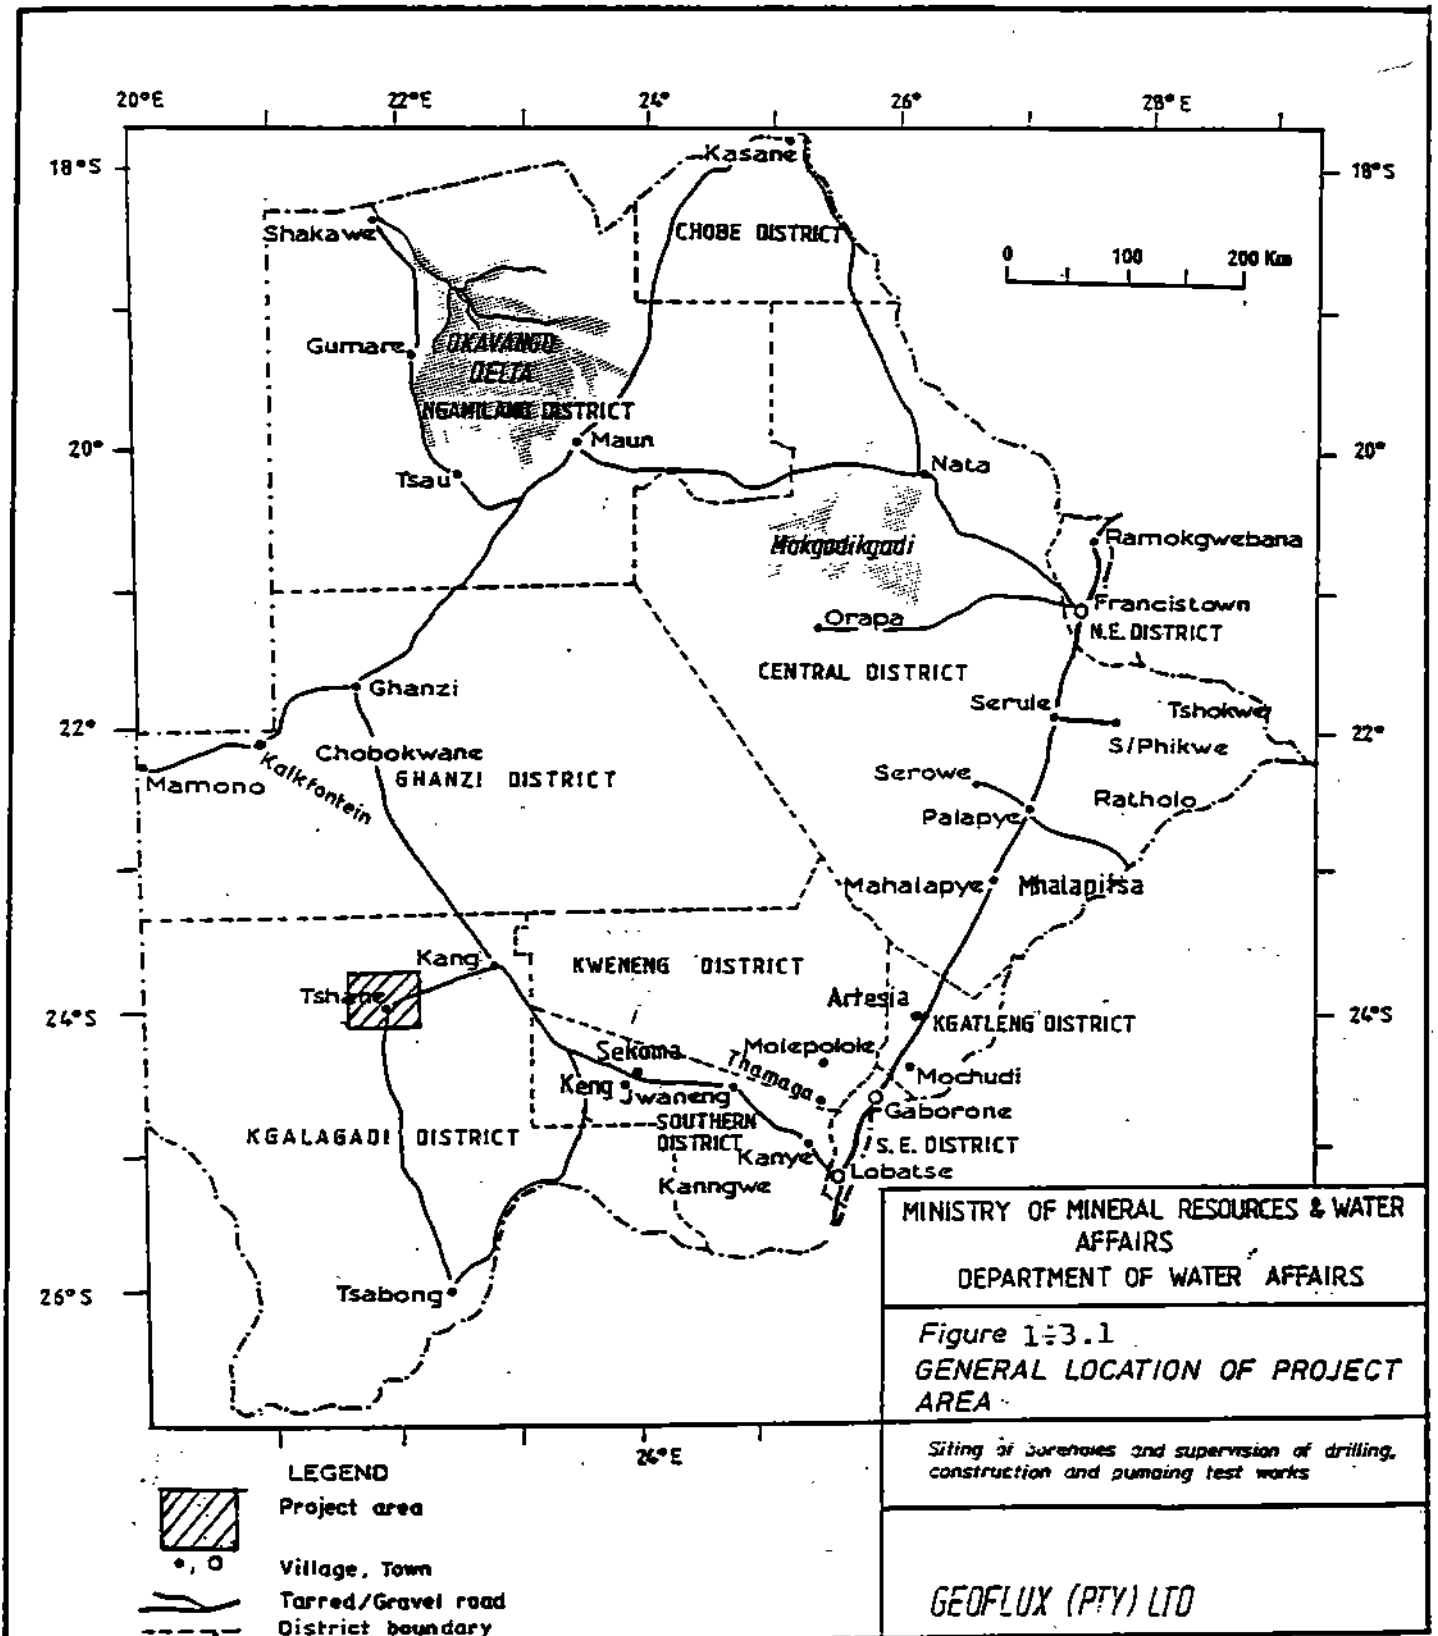 20°E
22°E
24°
26°
28°E
18°S
18°S
Kasane
Shakawe
CHOBE DISTRICT
0 100 200 Km
Gumare
OKAVANGO
DELTA
NGAMILAND DISTRICT
Maun
20°
20°
Tsau
Nata
Makgadikgadi
Ramokgwebana
Francistown
Orapa
N.E. DISTRICT
CENTRAL DISTRICT
Ghanzi
Serule
Tshokwe
22°
22°
S/Phikwe
Chobokwane
GHANZI DISTRICT
Mamono
Kalkfontein
Serowe
Ratholo
Palapye
Mahalapye
Mhalapitsa
Kang
KWENENG DISTRICT
Tshane
Artesia
24°S
24°S
KGATLENG DISTRICT
Sekoma
Molepolole
Thamaga
Mochudi
Keng
Jwaneng
Gaborone
SOUTHERN
DISTRICT
KGALAGADI DISTRICT
S.E. DISTRICT
Kanye
Lobatse
Kanngwe
26°S
Tsabong
26°E
MINISTRY OF MINERAL RESOURCES & WATER
AFFAIRS
DEPARTMENT OF WATER AFFAIRS
Figure 1÷3.1
GENERAL LOCATION OF PROJECT
AREA
Siting of boreholes and supervision of drilling,
construction and pumping test works
GEOFLUX (PTY) LTD
LEGEND
Project area
Village, Town
Tarred/Gravel road
District boundary